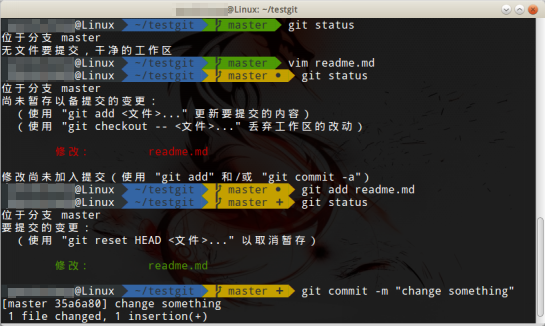 @Linux: ~/testgit
@Linux ~/testgit master git status
位于分支 master
无文件要提交，干净的工作区
@Linux ~/testgit master vim readme.md
@Linux ~/testgit master ● git status
位于分支 master
尚未暂存以备提交的变更：
（使用 "git add <文件>..." 更新要提交的内容）
（使用 "git checkout -- <文件>..." 丢弃工作区的改动）
修改： readme.md
修改尚未加入提交（使用 "git add" 和/或 "git commit -a"）
@Linux ~/testgit master ● git add readme.md
@Linux ~/testgit master + git status
位于分支 master
要提交的变更：
（使用 "git reset HEAD <文件>..." 以取消暂存）
修改： readme.md
@Linux ~/testgit master + git commit -m "change something"
[master 35a6a80] change something
1 file changed, 1 insertion(+)